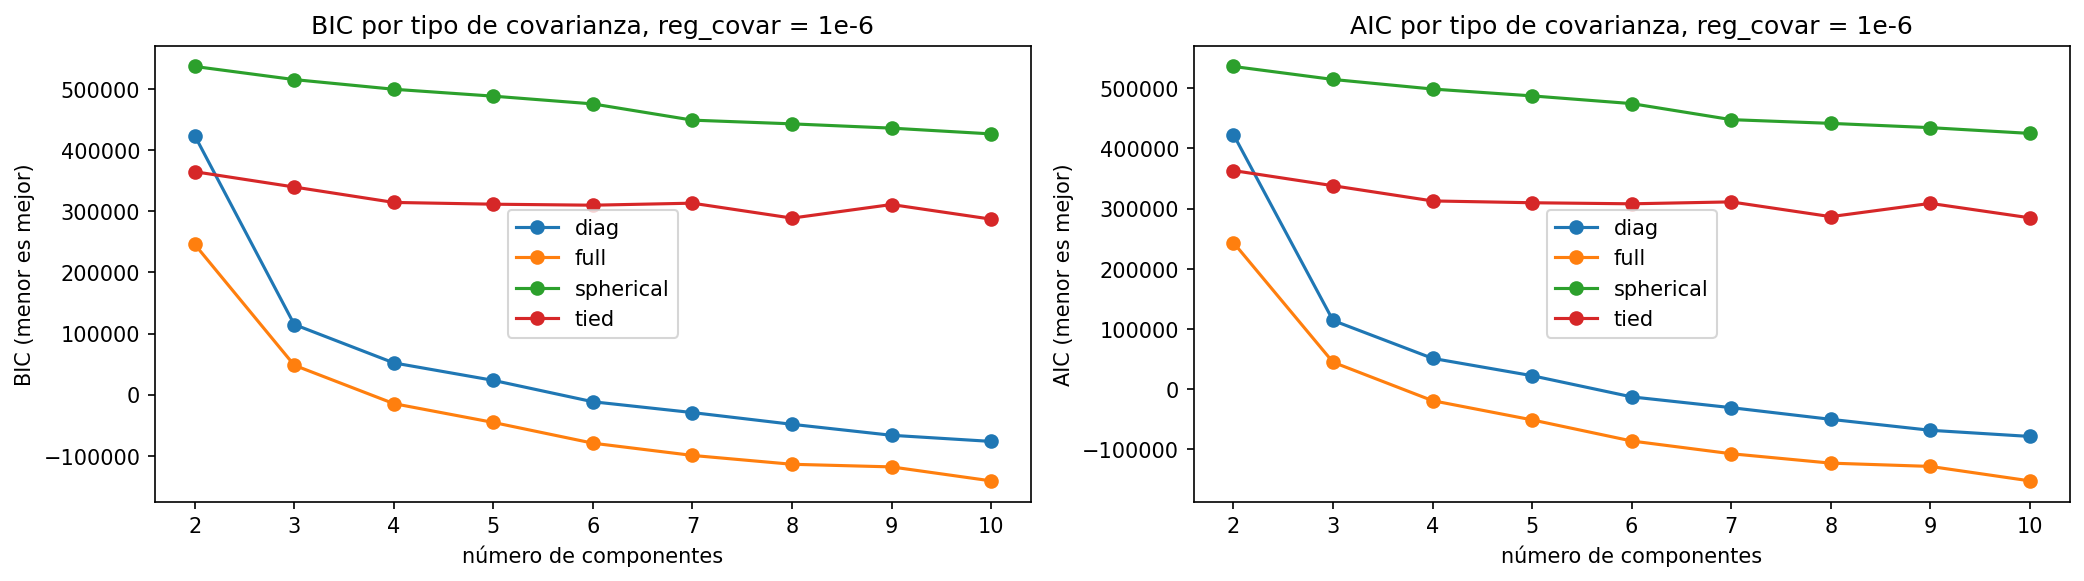 BIC por tipo de covarianza, reg_covar = 1e-6
BIC (menor es mejor)
500000
400000
300000
200000
100000
0
−100000
diag
full
spherical
tied
2 3 4 5 6 7 8 9 10
número de componentes
AIC por tipo de covarianza, reg_covar = 1e-6
AIC (menor es mejor)
500000
400000
300000
200000
100000
0
−100000
diag
full
spherical
tied
2 3 4 5 6 7 8 9 10
número de componentes